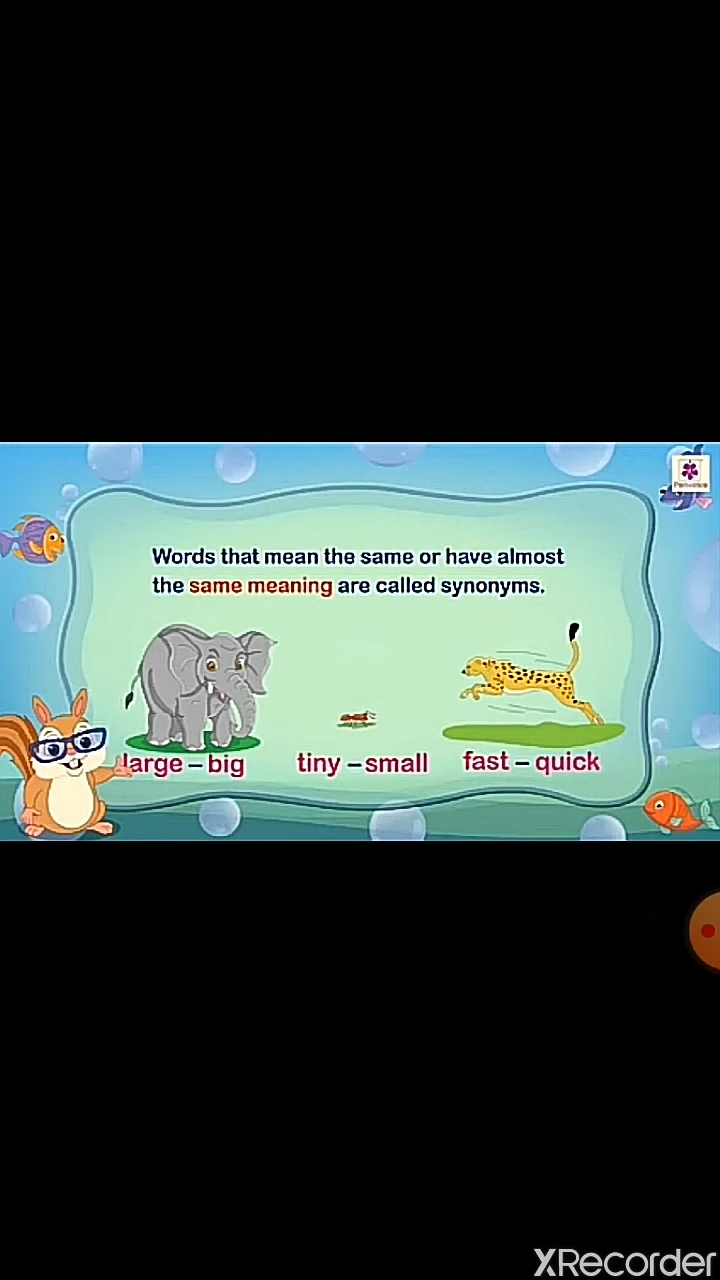 Periwinkle
Words that mean the same or have almost
the same meaning are called synonyms.
large – big
tiny – small
fast – quick
XRecorder